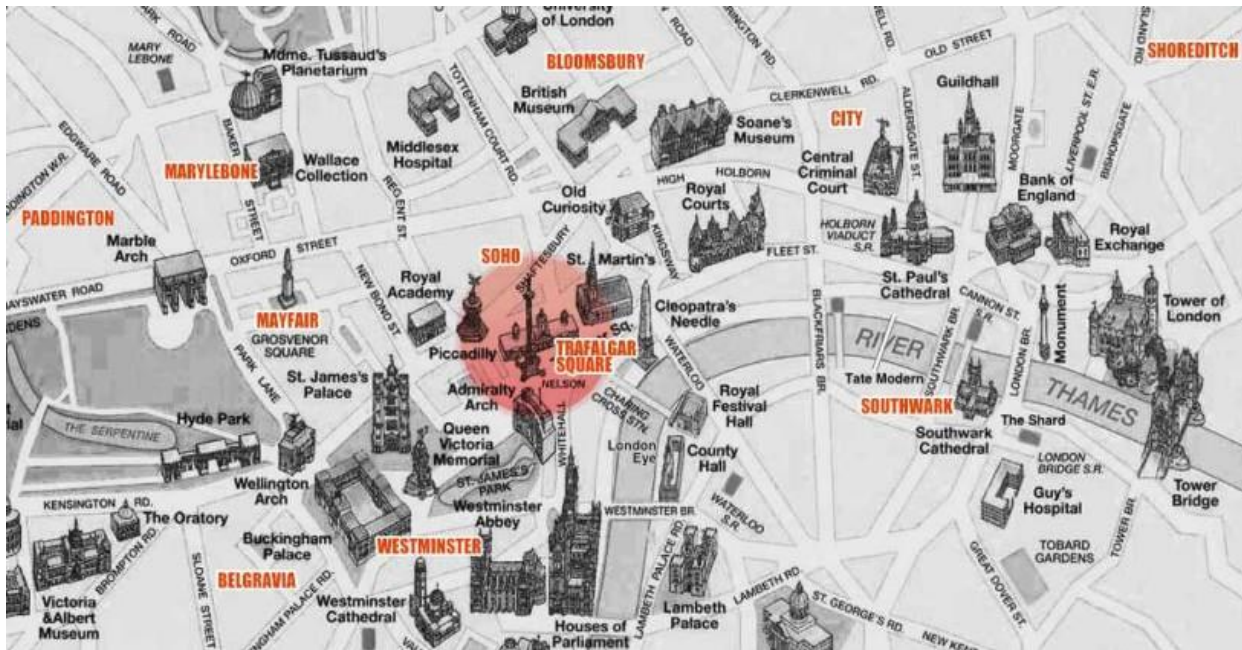 PARK ROAD
MARY
LEBONE
Mdme. Tussaud's
Planetarium
University
of London
BLOOMSBURY
ROAD
OLD STREET
SHOREDITCH
TOTTENHAM COURT RD.
CLERKENWELL RD.
Guildhall
EDGWARE ROAD
BAKER
STREET
Middlesex
Hospital
British
Museum
Soane's
Museum
CITY
ALDERSGATE ST.
MOORGATE
LIVERPOOL ST. E.R.
BISHOPSGATE
MARYLEBONE
Wallace
Collection
REGENT ST.
HIGH HOLBORN
Central
Criminal
Court
Bank of
England
PADDINGTON
Marble
Arch
OXFORD STREET
Old
Curiosity
KINGSWAY
Royal
Courts
HOLBORN
VIADUCT
S.R.
Royal
Exchange
SOHO
SHAFTESBURY
St. Martin's
FLEET ST.
St. Paul's
Cathedral
BAYSWATER ROAD
NEW BOND ST.
Royal
Academy
Cleopatra's
Needle
BLACKFRIARS BR.
CANNON ST.
S.R.
Monument
Tower of
London
MAYFAIR
GROSVENOR
SQUARE
PARK LANE
Piccadilly
Sq.
TRAFALGAR
SQUARE
NELSON
WATERLOO
RIVER
THAMES
SOUTHWARK BR.
LONDON BR.
Tate Modern
St. James's
Palace
Admiralty
Arch
WHITEHALL
CHARING
CROSS STN.
Royal
Festival
Hall
SOUTHWARK
Southwark
Cathedral
The Shard
LONDON
BRIDGE S.R.
Hyde Park
THE SERPENTINE
Queen
Victoria
Memorial
ST. JAMES'S
PARK
London
Eye
County
Hall
WATERLOO
S.R.
Guy's
Hospital
Tower
Bridge
TOWER BR.
KENSINGTON RD.
The Oratory
Wellington
Arch
Westminster
Abbey
WESTMINSTER BR.
BROMPTON RD.
Buckingham
Palace
WESTMINSTER
LAMBETH PALACE RD
TOBARD
GARDENS
GREAT DOVER ST.
Victoria
&Albert
Museum
SLOANE STREET
BELGRAVIA
Westminster
Cathedral
Houses of
Parliament
Lambeth
Palace
LAMBETH RD.
ST. GEORGE'S RD.